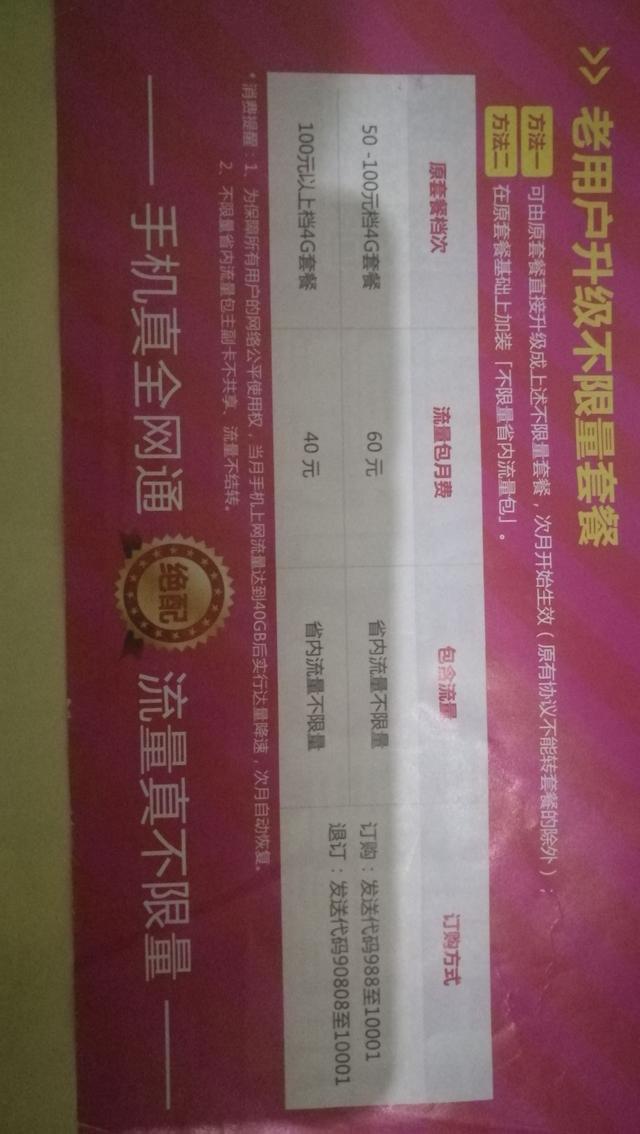 >> 老用户升级不限量套餐
方法一 可由原套餐直接升级成上述不限量套餐，次月开始生效（原有协议不能转套餐的除外）；
方法二 在原套餐基础上加装「不限量省内流量包」。
原套餐档次 流量包月费 包含流量 订购方式
50 -100元档4G套餐 60 元 省内流量不限量 订购：发送代码988至10001
100元以上档4G套餐 40 元 省内流量不限量 退订：发送代码90808至10001
* 消费提醒：1、为保障所有用户的网络公平使用权，当月手机上网流量达到40GB后实行达量降速，次月自动恢复。
2、不限量省内流量包主副卡不共享、流量不结转。
手机真全网通 绝配 流量真不限量